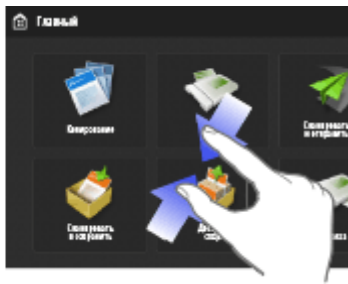 Главный
Копирование
Сканировать
и отправить
Сканировать
и сохранить